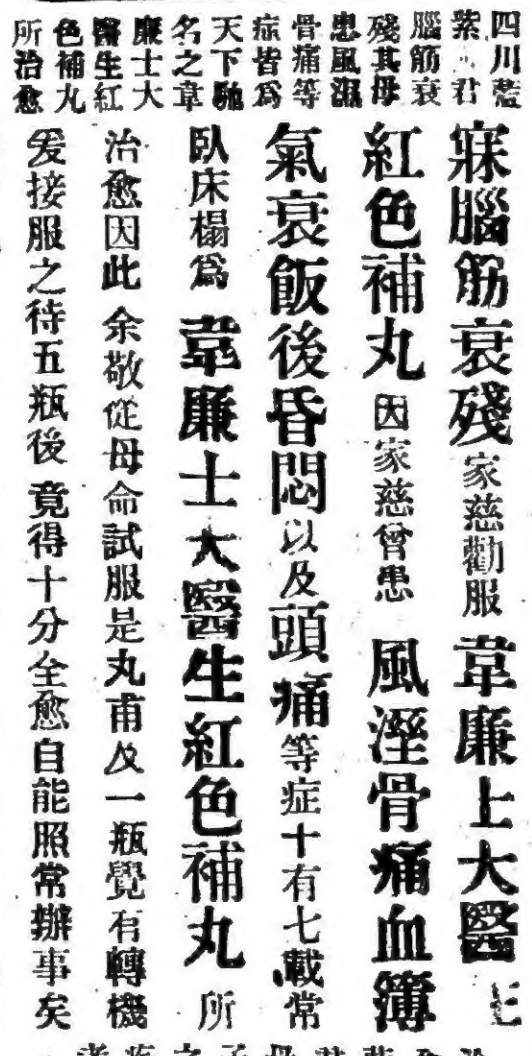 四川藍
紫 君
腦筋衰
殘其母
患風濕
骨痛等
症皆爲
天下馳
名之韋
廉士大
醫生紅
色補丸
所治愈
寐腦筋衰殘家慈勸服 韋廉士大醫生
紅色補丸因家慈曾患 風溼骨痛血簿
氣衰飯後昏悶以及頭痛等症十有七載常
臥床榻爲 韋廉士大醫生紅色補丸所
治愈因此余敬從母命試服是丸甫及一瓶覺有轉機
爰接服之待五瓶後竟得十分全愈自能照常辦事矣